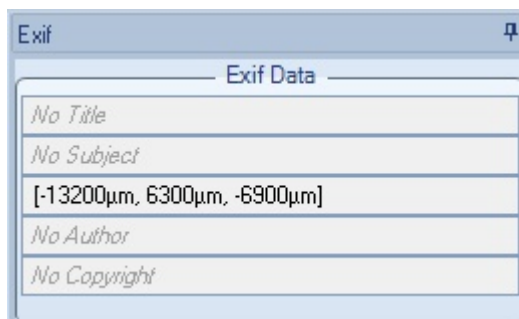 Exif
Exif Data
No Title
No Subject
[-13200µm, 6300µm, -6900µm]
No Author
No Copyright